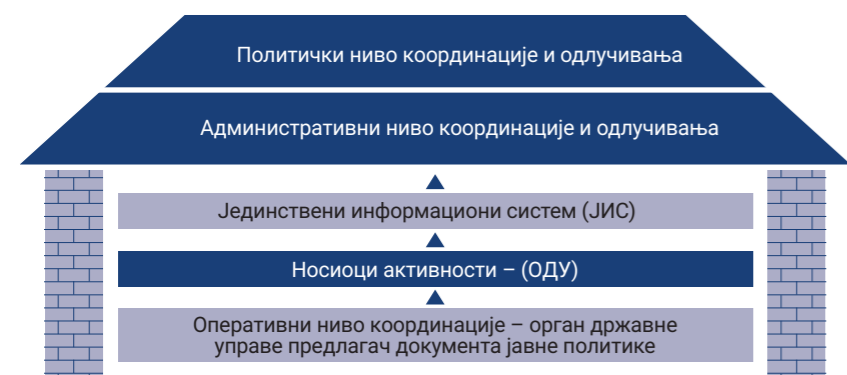 Политички ниво координације и одлучивања
Административни ниво координације и одлучивања
Јединствени информациони систем (ЈИС)
Носиоци активности – (ОДУ)
Оперативни ниво координације – орган државне
управе предлагач документа јавне политике